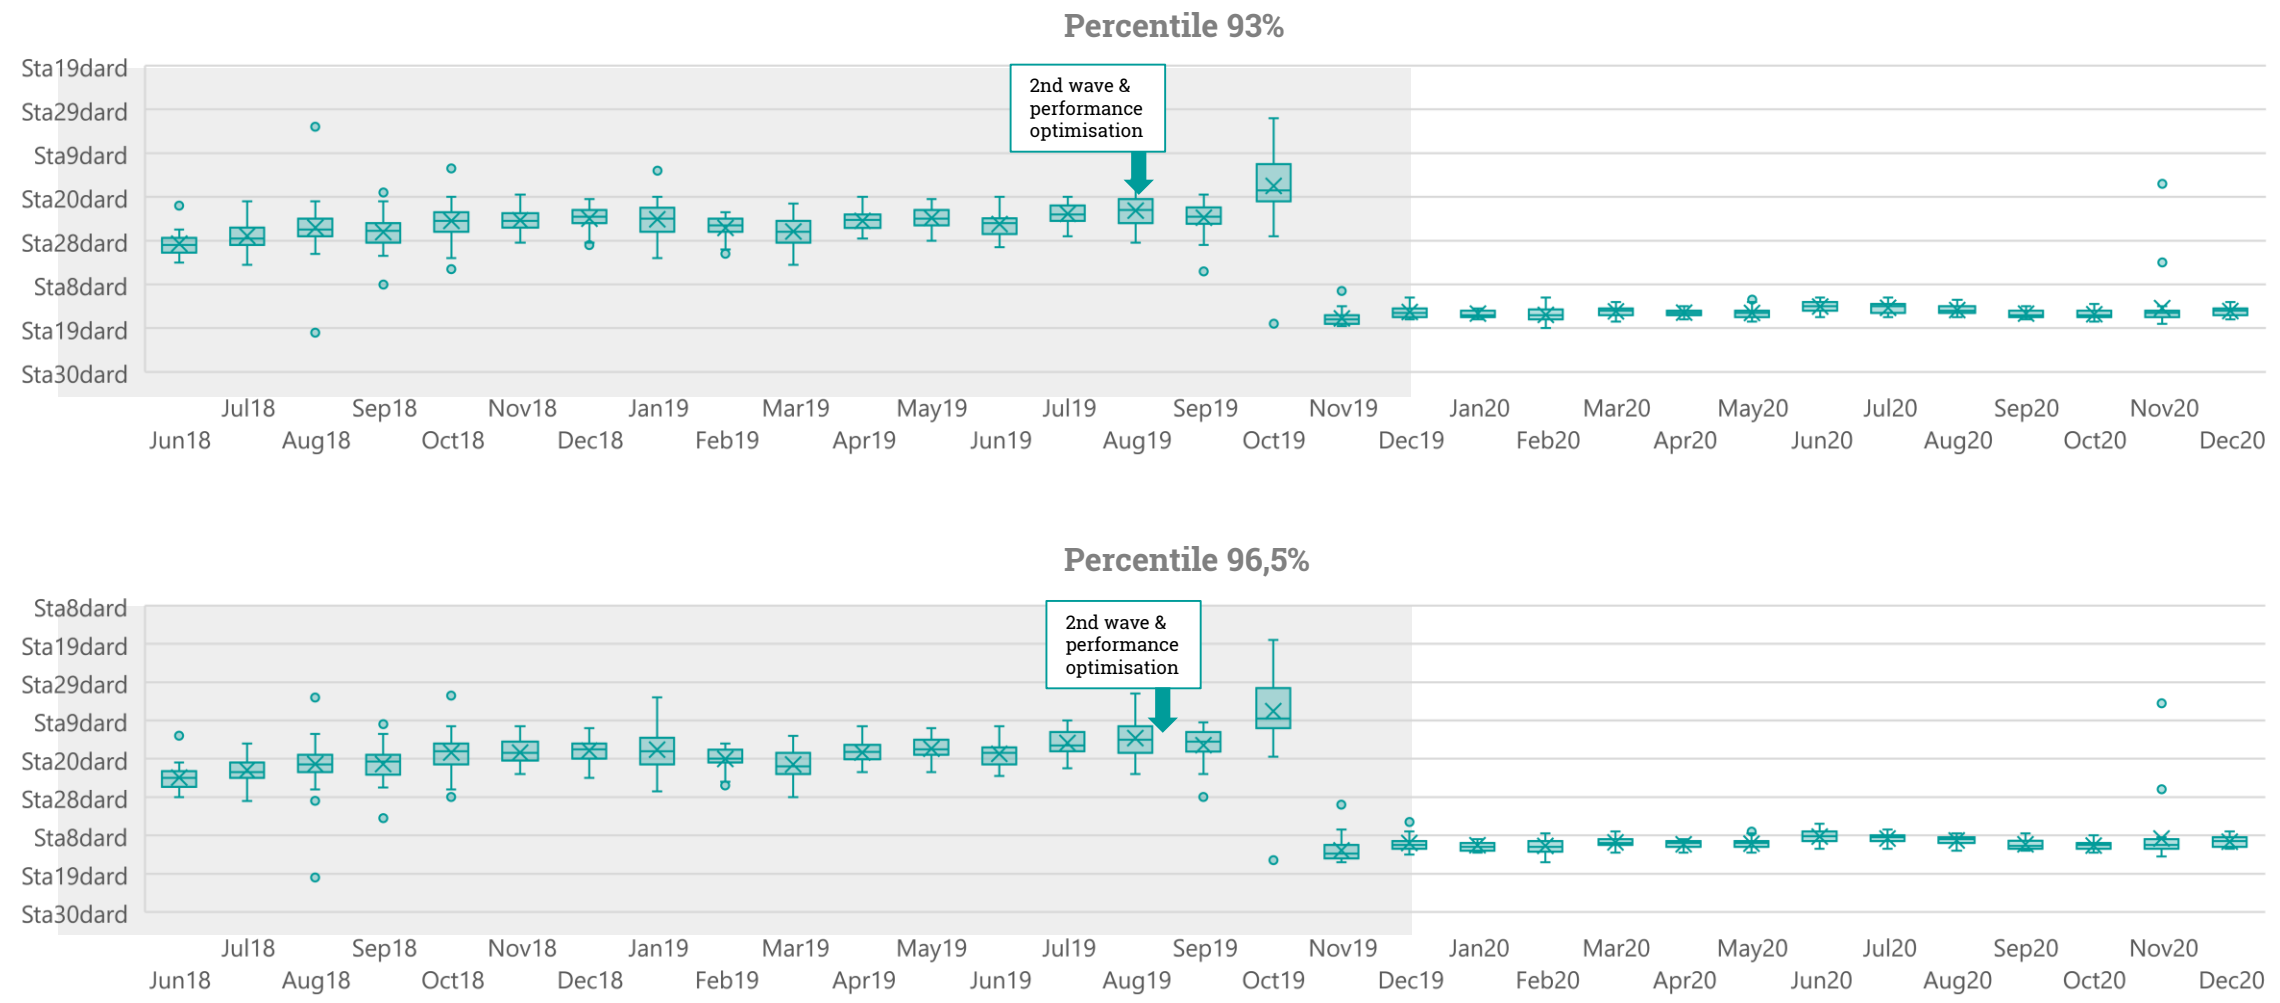 Percentile 93%
2nd wave &
performance
optimisation
Sta19dard
Sta29dard
Sta9dard
Sta20dard
Sta28dard
Sta8dard
Sta19dard
Sta30dard
Jul18 Sep18 Nov18 Jan19 Mar19 May19 Jul19 Sep19 Nov19 Jan20 Mar20 May20 Jul20 Sep20 Nov20
Jun18 Aug18 Oct18 Dec18 Feb19 Apr19 Jun19 Aug19 Oct19 Dec19 Feb20 Apr20 Jun20 Aug20 Oct20 Dec20
Percentile 96,5%
2nd wave &
performance
optimisation
Sta8dard
Sta19dard
Sta29dard
Sta9dard
Sta20dard
Sta28dard
Sta8dard
Sta19dard
Sta30dard
Jul18 Sep18 Nov18 Jan19 Mar19 May19 Jul19 Sep19 Nov19 Jan20 Mar20 May20 Jul20 Sep20 Nov20
Jun18 Aug18 Oct18 Dec18 Feb19 Apr19 Jun19 Aug19 Oct19 Dec19 Feb20 Apr20 Jun20 Aug20 Oct20 Dec20